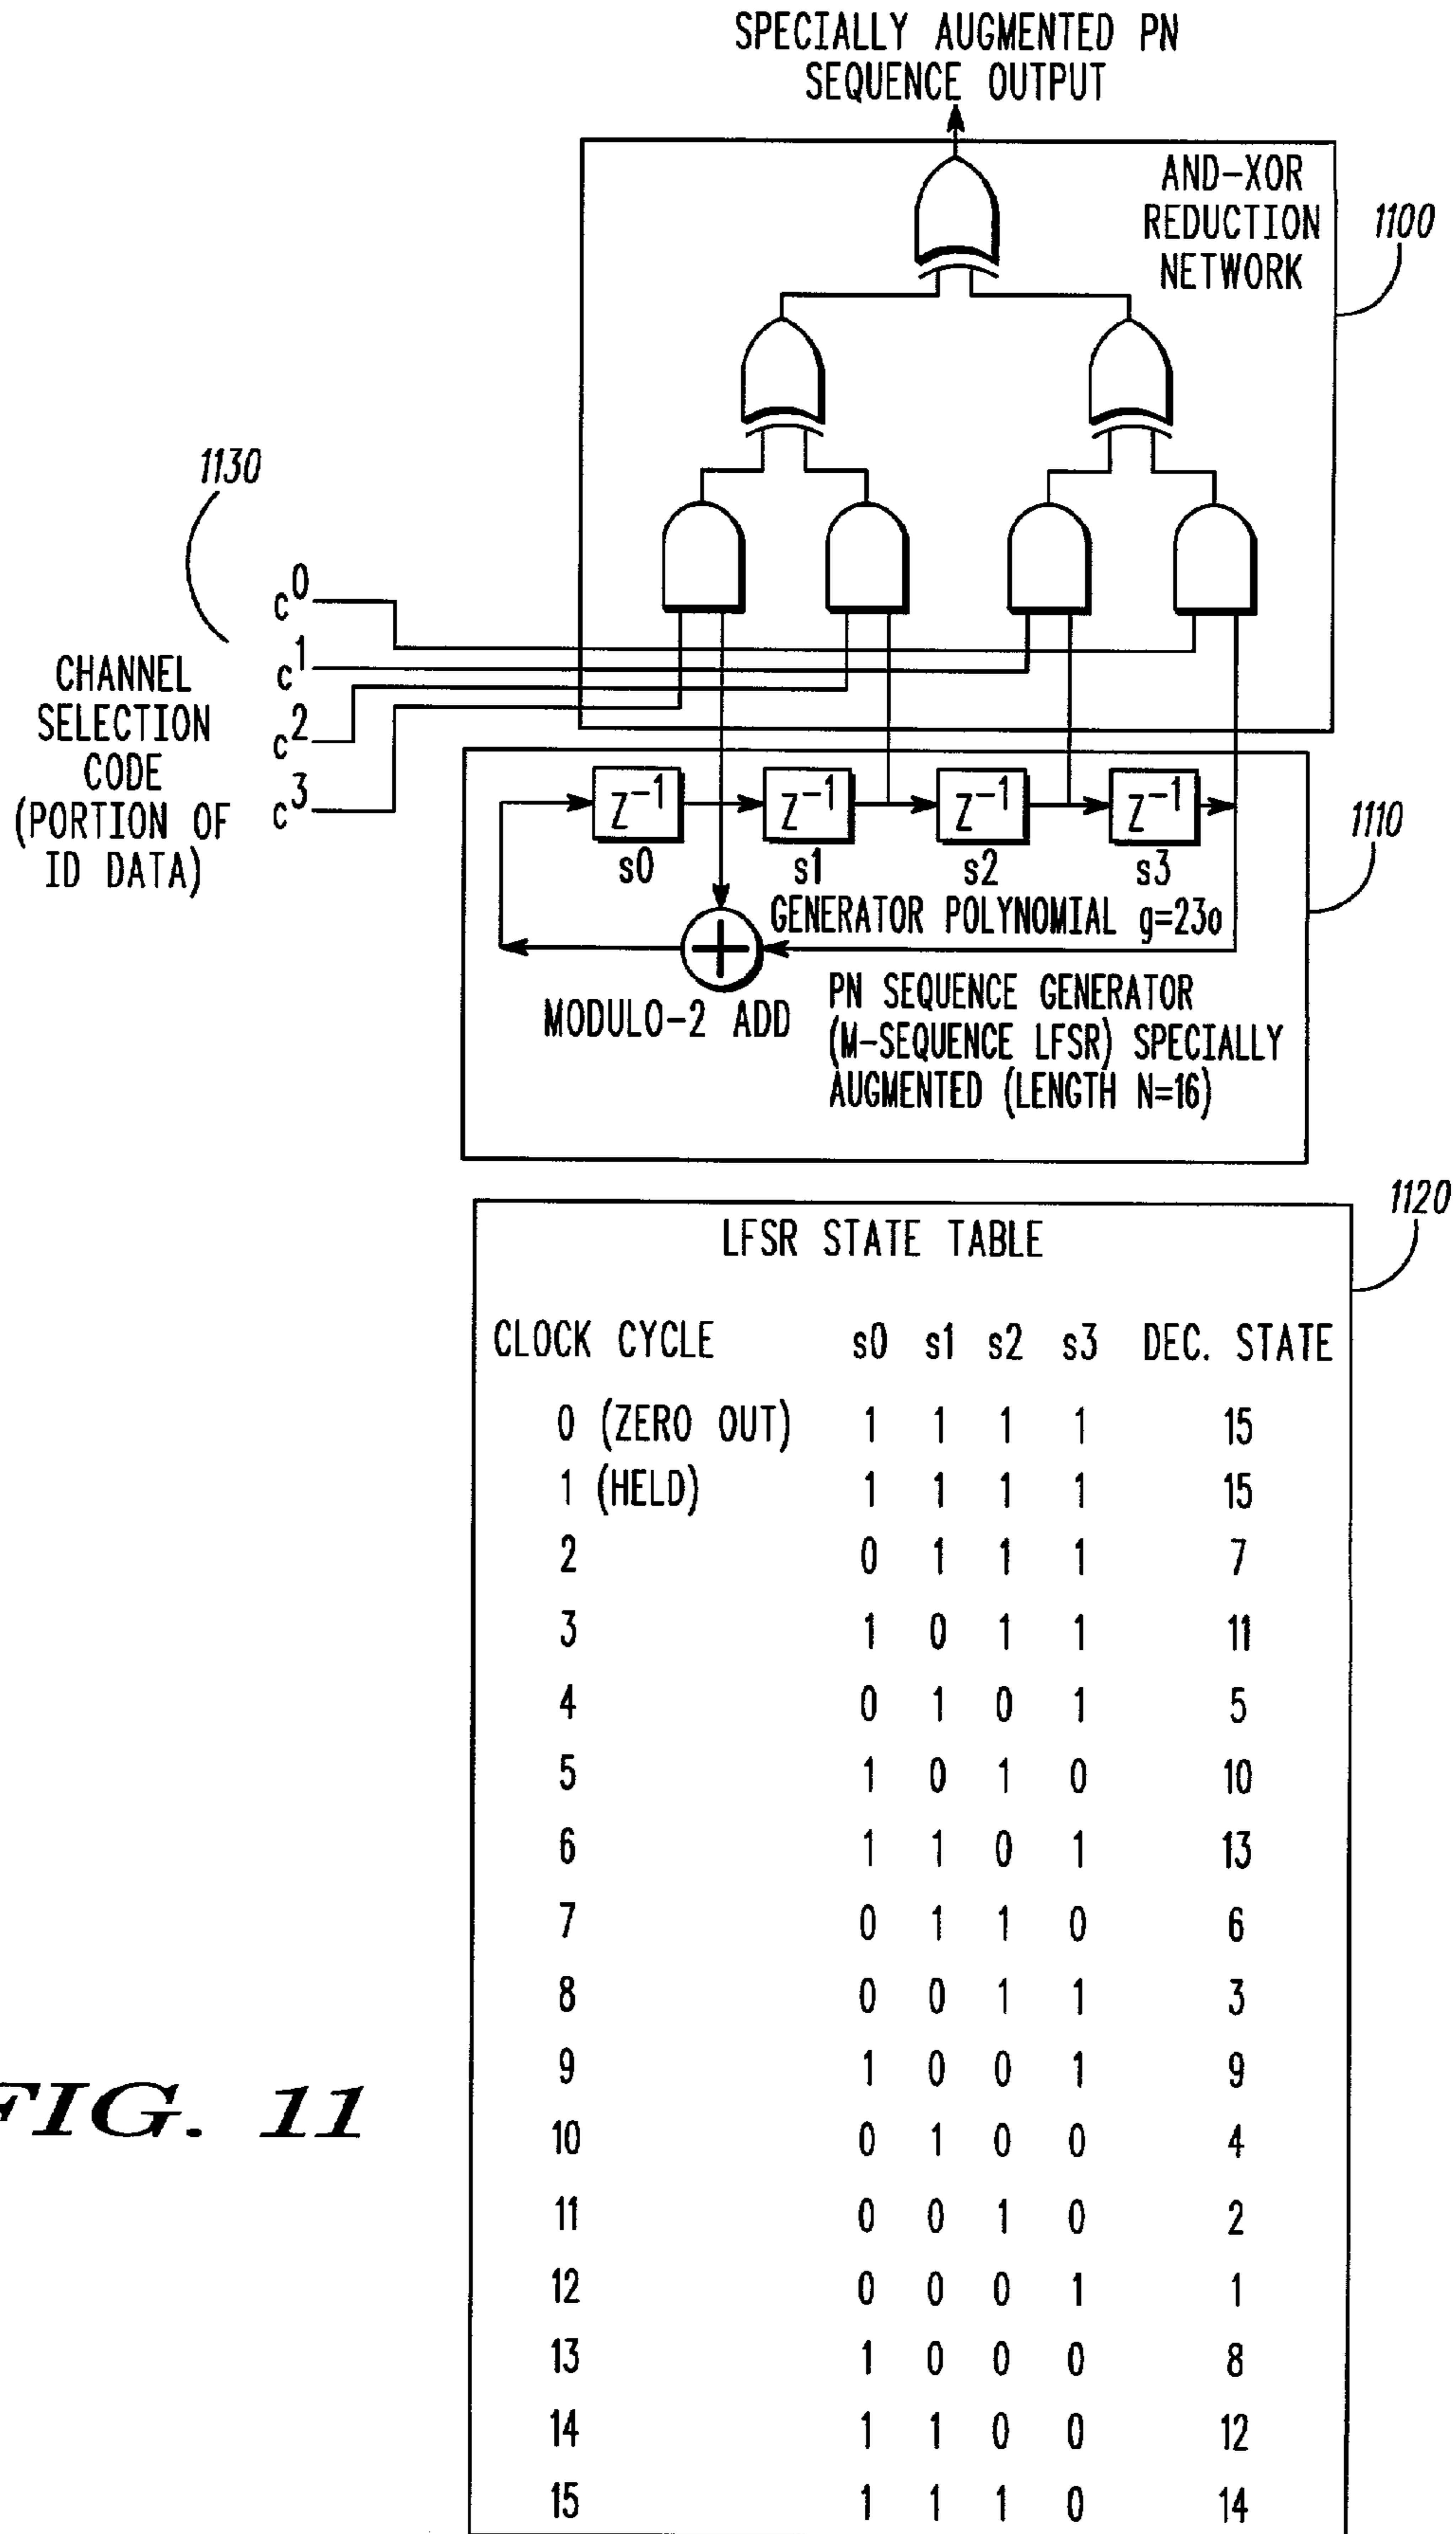 SPECIALLY AUGMENTED PN
SEQUENCE OUTPUT
AND-XOR
REDUCTION
NETWORK
1100
1130
c0
c1
c2
c3
CHANNEL
SELECTION
CODE
(PORTION OF
ID DATA)
Z-1
Z-1
Z-1
Z-1
s0
s1
s2
s3
1110
GENERATOR POLYNOMIAL g=23o
MODULO-2 ADD
PN SEQUENCE GENERATOR
(M-SEQUENCE LFSR) SPECIALLY
AUGMENTED (LENGTH N=16)
1120
LFSR STATE TABLE
CLOCK CYCLE s0 s1 s2 s3 DEC. STATE
0 (ZERO OUT) 1 1 1 1 15
1 (HELD) 1 1 1 1 15
2 0 1 1 1 7
3 1 0 1 1 11
4 0 1 0 1 5
5 1 0 1 0 10
6 1 1 0 1 13
7 0 1 1 0 6
8 0 0 1 1 3
9 1 0 0 1 9
10 0 1 0 0 4
11 0 0 1 0 2
12 0 0 0 1 1
13 1 0 0 0 8
14 1 1 0 0 12
15 1 1 1 0 14
FIG. 11